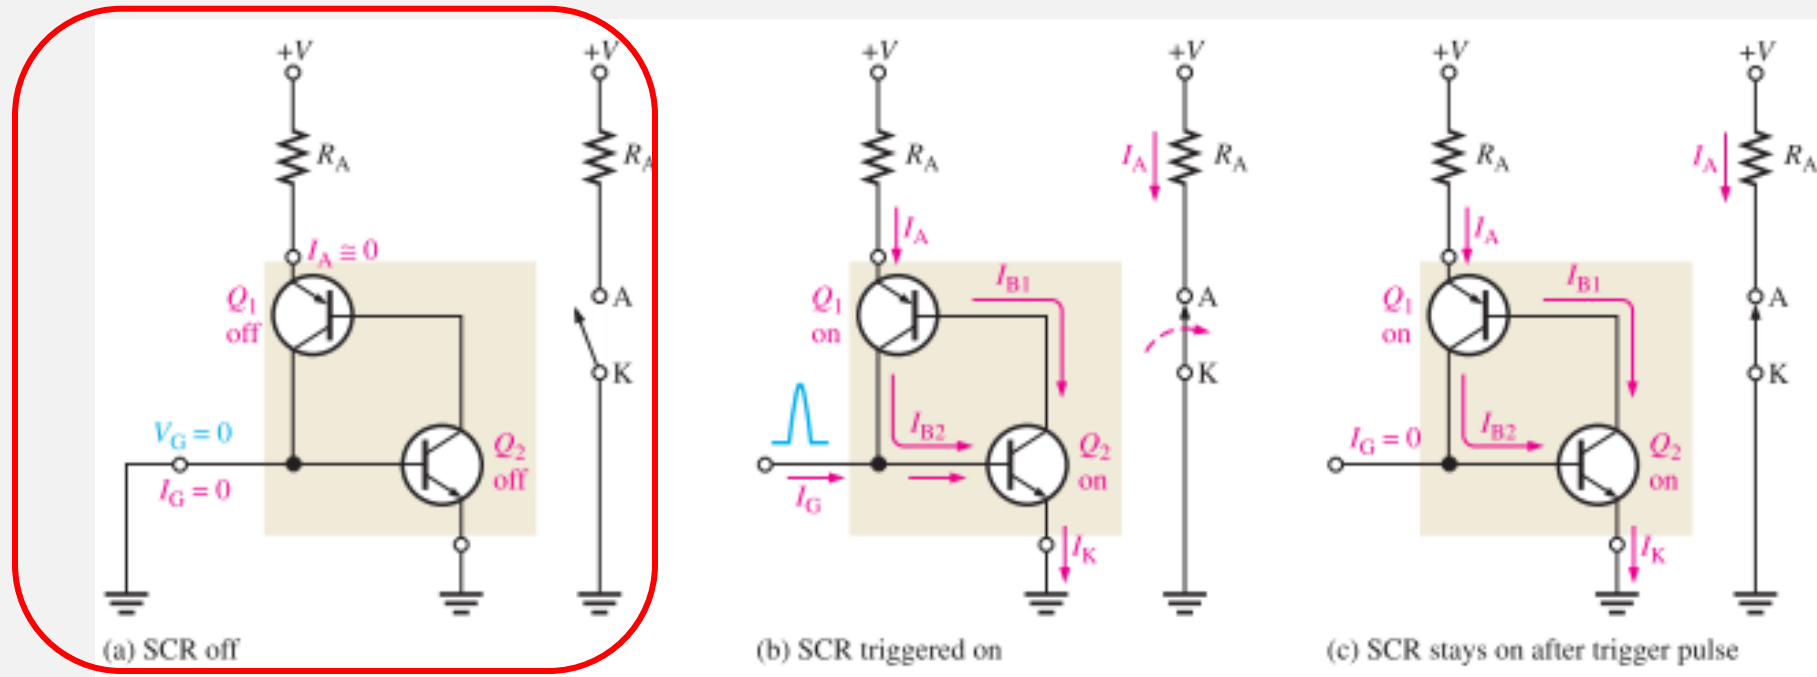 +V
R_A
I_A ≅ 0
Q_1
off
V_G = 0
I_G = 0
Q_2
off
+V
R_A
A
K
(a) SCR off
+V
R_A
I_A
Q_1
on
I_B1
I_B2
I_G
Q_2
on
I_K
+V
I_A
R_A
A
K
(b) SCR triggered on
+V
R_A
I_A
Q_1
on
I_B1
I_G = 0
I_B2
Q_2
on
I_K
+V
I_A
R_A
A
K
(c) SCR stays on after trigger pulse